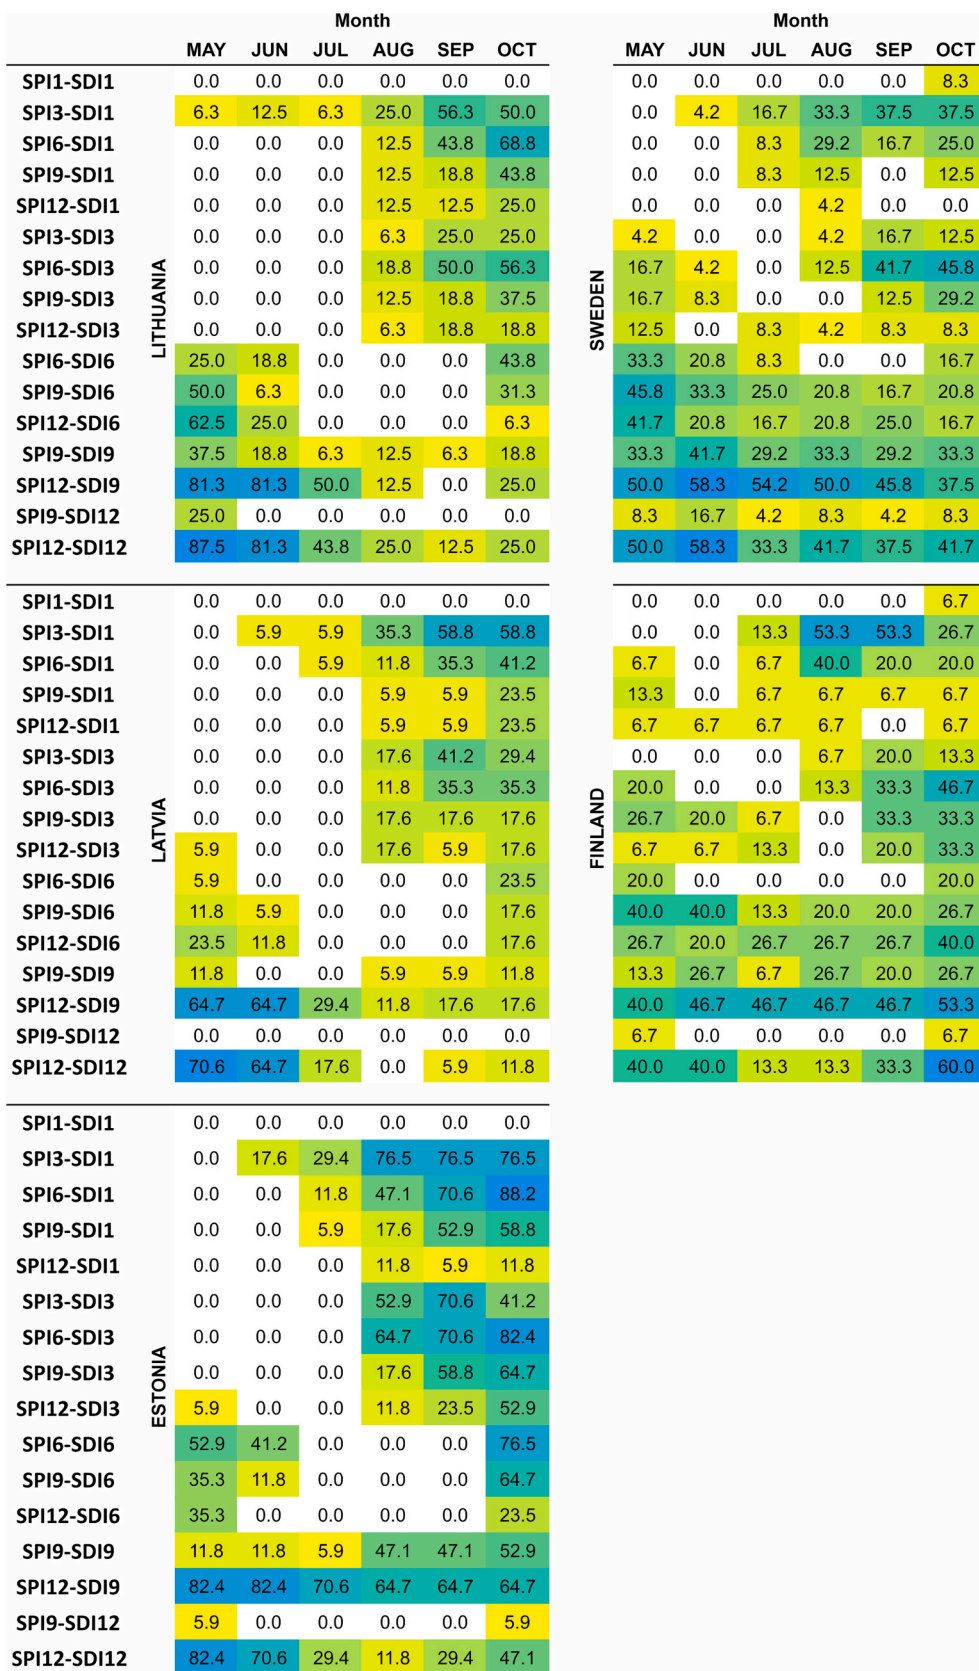 Month Month
MAY JUN JUL AUG SEP OCT MAY JUN JUL AUG SEP OCT
SPI1-SDI1 0.0 0.0 0.0 0.0 0.0 0.0 0.0 0.0 0.0 0.0 0.0 8.3
SPI3-SDI1 6.3 12.5 6.3 25.0 56.3 50.0 0.0 4.2 16.7 33.3 37.5 37.5
SPI6-SDI1 0.0 0.0 0.0 12.5 43.8 68.8 0.0 0.0 8.3 29.2 16.7 25.0
SPI9-SDI1 0.0 0.0 0.0 12.5 18.8 43.8 0.0 0.0 8.3 12.5 0.0 12.5
SPI12-SDI1 0.0 0.0 0.0 12.5 12.5 25.0 0.0 0.0 0.0 4.2 0.0 0.0
SPI3-SDI3 0.0 0.0 0.0 6.3 25.0 25.0 4.2 0.0 0.0 4.2 16.7 12.5
SPI6-SDI3 0.0 0.0 0.0 18.8 50.0 56.3 16.7 4.2 0.0 12.5 41.7 45.8
SPI9-SDI3 0.0 0.0 0.0 12.5 18.8 37.5 16.7 8.3 0.0 0.0 12.5 29.2
LITHUANIA SWEDEN
SPI12-SDI3 0.0 0.0 0.0 6.3 18.8 18.8 12.5 0.0 8.3 4.2 8.3 8.3
SPI6-SDI6 25.0 18.8 0.0 0.0 0.0 43.8 33.3 20.8 8.3 0.0 0.0 16.7
SPI9-SDI6 50.0 6.3 0.0 0.0 0.0 31.3 45.8 33.3 25.0 20.8 16.7 20.8
SPI12-SDI6 62.5 25.0 0.0 0.0 0.0 6.3 41.7 20.8 16.7 20.8 25.0 16.7
SPI9-SDI9 37.5 18.8 6.3 12.5 6.3 18.8 33.3 41.7 29.2 33.3 29.2 33.3
SPI12-SDI9 81.3 81.3 50.0 12.5 0.0 25.0 50.0 58.3 54.2 50.0 45.8 37.5
SPI9-SDI12 25.0 0.0 0.0 0.0 0.0 0.0 8.3 16.7 4.2 8.3 4.2 8.3
SPI12-SDI12 87.5 81.3 43.8 25.0 12.5 25.0 50.0 58.3 33.3 41.7 37.5 41.7
SPI1-SDI1 0.0 0.0 0.0 0.0 0.0 0.0 0.0 0.0 0.0 0.0 0.0 6.7
SPI3-SDI1 0.0 5.9 5.9 35.3 58.8 58.8 0.0 0.0 13.3 53.3 53.3 26.7
SPI6-SDI1 0.0 0.0 5.9 11.8 35.3 41.2 6.7 0.0 6.7 40.0 20.0 20.0
SPI9-SDI1 0.0 0.0 0.0 5.9 5.9 23.5 13.3 0.0 6.7 6.7 6.7 6.7
SPI12-SDI1 0.0 0.0 0.0 5.9 5.9 23.5 6.7 6.7 6.7 6.7 0.0 6.7
SPI3-SDI3 0.0 0.0 0.0 17.6 41.2 29.4 0.0 0.0 0.0 6.7 20.0 13.3
SPI6-SDI3 0.0 0.0 0.0 11.8 35.3 35.3 20.0 0.0 0.0 13.3 33.3 46.7
SPI9-SDI3 0.0 0.0 0.0 17.6 17.6 17.6 26.7 20.0 6.7 0.0 33.3 33.3
LATVIA FINLAND
SPI12-SDI3 5.9 0.0 0.0 17.6 5.9 17.6 6.7 6.7 13.3 0.0 20.0 33.3
SPI6-SDI6 5.9 0.0 0.0 0.0 0.0 23.5 20.0 0.0 0.0 0.0 0.0 20.0
SPI9-SDI6 11.8 5.9 0.0 0.0 0.0 17.6 40.0 40.0 13.3 20.0 20.0 26.7
SPI12-SDI6 23.5 11.8 0.0 0.0 0.0 17.6 26.7 20.0 26.7 26.7 26.7 40.0
SPI9-SDI9 11.8 0.0 0.0 5.9 5.9 11.8 13.3 26.7 6.7 26.7 20.0 26.7
SPI12-SDI9 64.7 64.7 29.4 11.8 17.6 17.6 40.0 46.7 46.7 46.7 46.7 53.3
SPI9-SDI12 0.0 0.0 0.0 0.0 0.0 0.0 6.7 0.0 0.0 0.0 0.0 6.7
SPI12-SDI12 70.6 64.7 17.6 0.0 5.9 11.8 40.0 40.0 13.3 13.3 33.3 60.0
SPI1-SDI1 0.0 0.0 0.0 0.0 0.0 0.0
SPI3-SDI1 0.0 17.6 29.4 76.5 76.5 76.5
SPI6-SDI1 0.0 0.0 11.8 47.1 70.6 88.2
SPI9-SDI1 0.0 0.0 5.9 17.6 52.9 58.8
SPI12-SDI1 0.0 0.0 0.0 11.8 5.9 11.8
SPI3-SDI3 0.0 0.0 0.0 52.9 70.6 41.2
SPI6-SDI3 0.0 0.0 0.0 64.7 70.6 82.4
SPI9-SDI3 0.0 0.0 0.0 17.6 58.8 64.7
ESTONIA
SPI12-SDI3 5.9 0.0 0.0 11.8 23.5 52.9
SPI6-SDI6 52.9 41.2 0.0 0.0 0.0 76.5
SPI9-SDI6 35.3 11.8 0.0 0.0 0.0 64.7
SPI12-SDI6 35.3 0.0 0.0 0.0 0.0 23.5
SPI9-SDI9 11.8 11.8 5.9 47.1 47.1 52.9
SPI12-SDI9 82.4 82.4 70.6 64.7 64.7 64.7
SPI9-SDI12 5.9 0.0 0.0 0.0 0.0 5.9
SPI12-SDI12 82.4 70.6 29.4 11.8 29.4 47.1